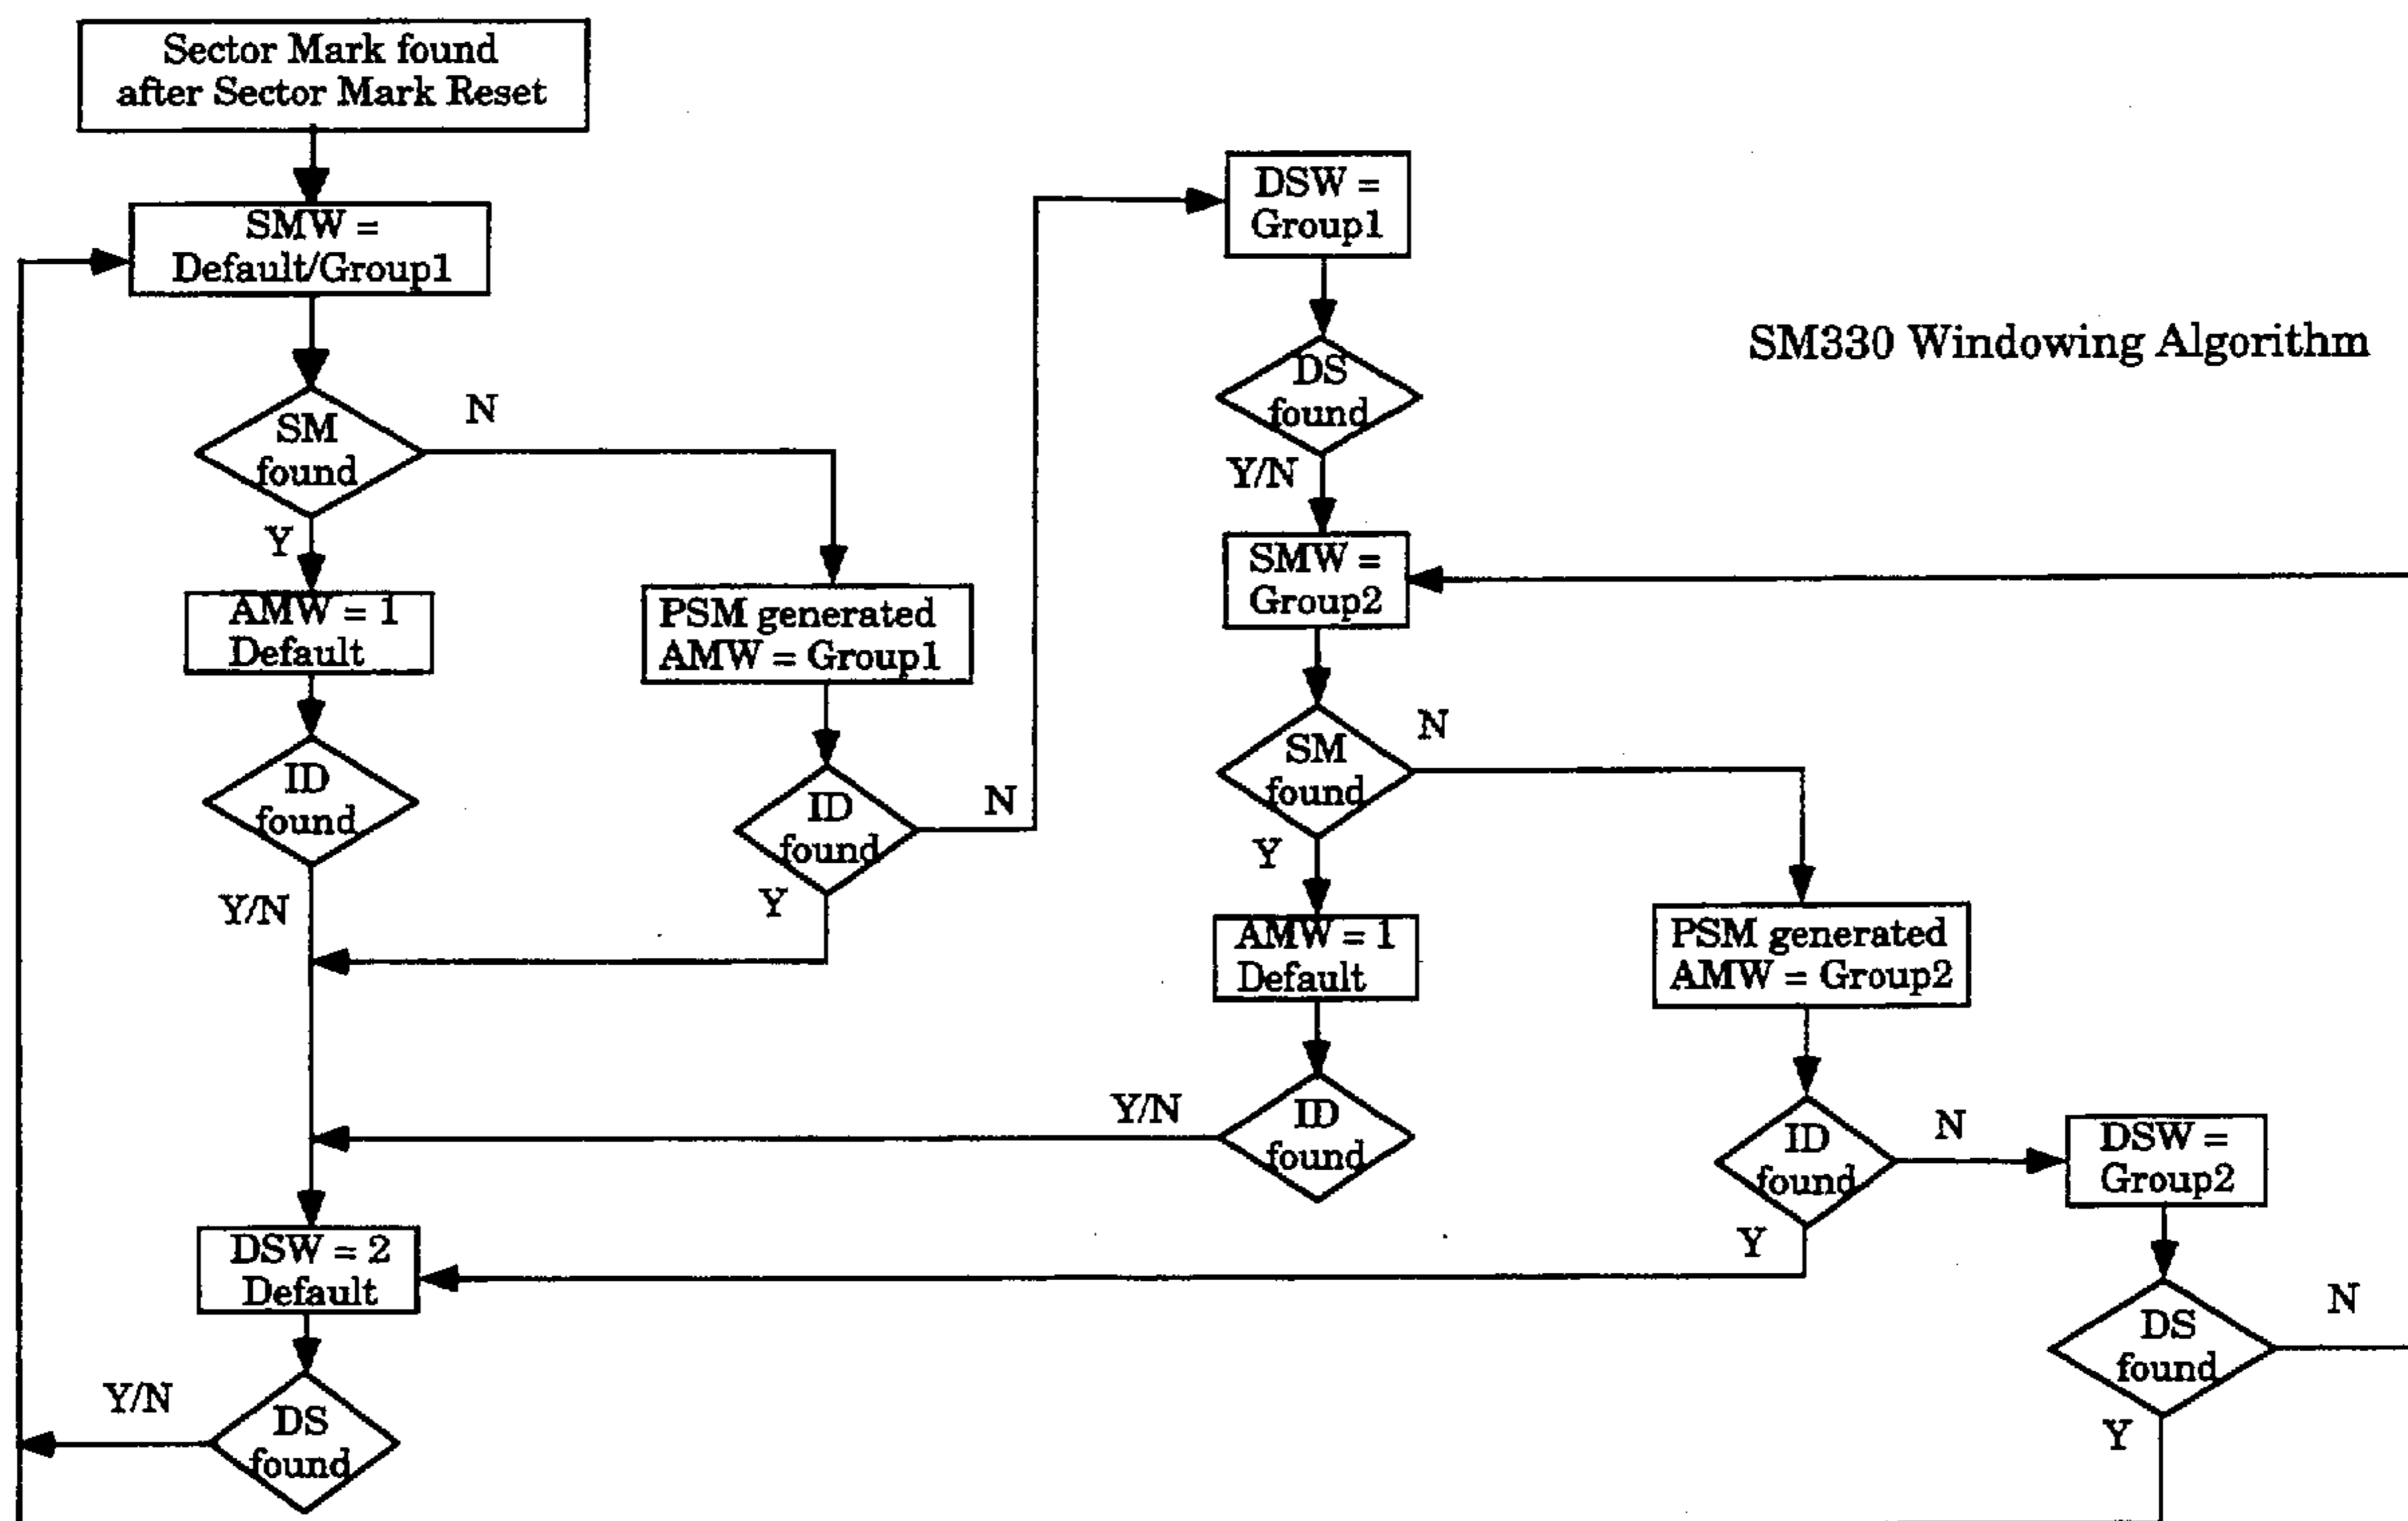 Sector Mark found
after Sector Mark Reset
SMW =
Default/Group1
SM
found
N
Y
AMW = 1
Default
PSM generated
AMW = Group1
ID
found
Y/N
ID
found
N
Y
DSW = 2
Default
DS
found
Y/N
DSW =
Group1
DS
found
Y/N
SM330 Windowing Algorithm
SMW =
Group2
SM
found
N
Y
AMW = 1
Default
PSM generated
AMW = Group2
ID
found
Y/N
ID
found
N
Y
DSW =
Group2
DS
found
N
Y